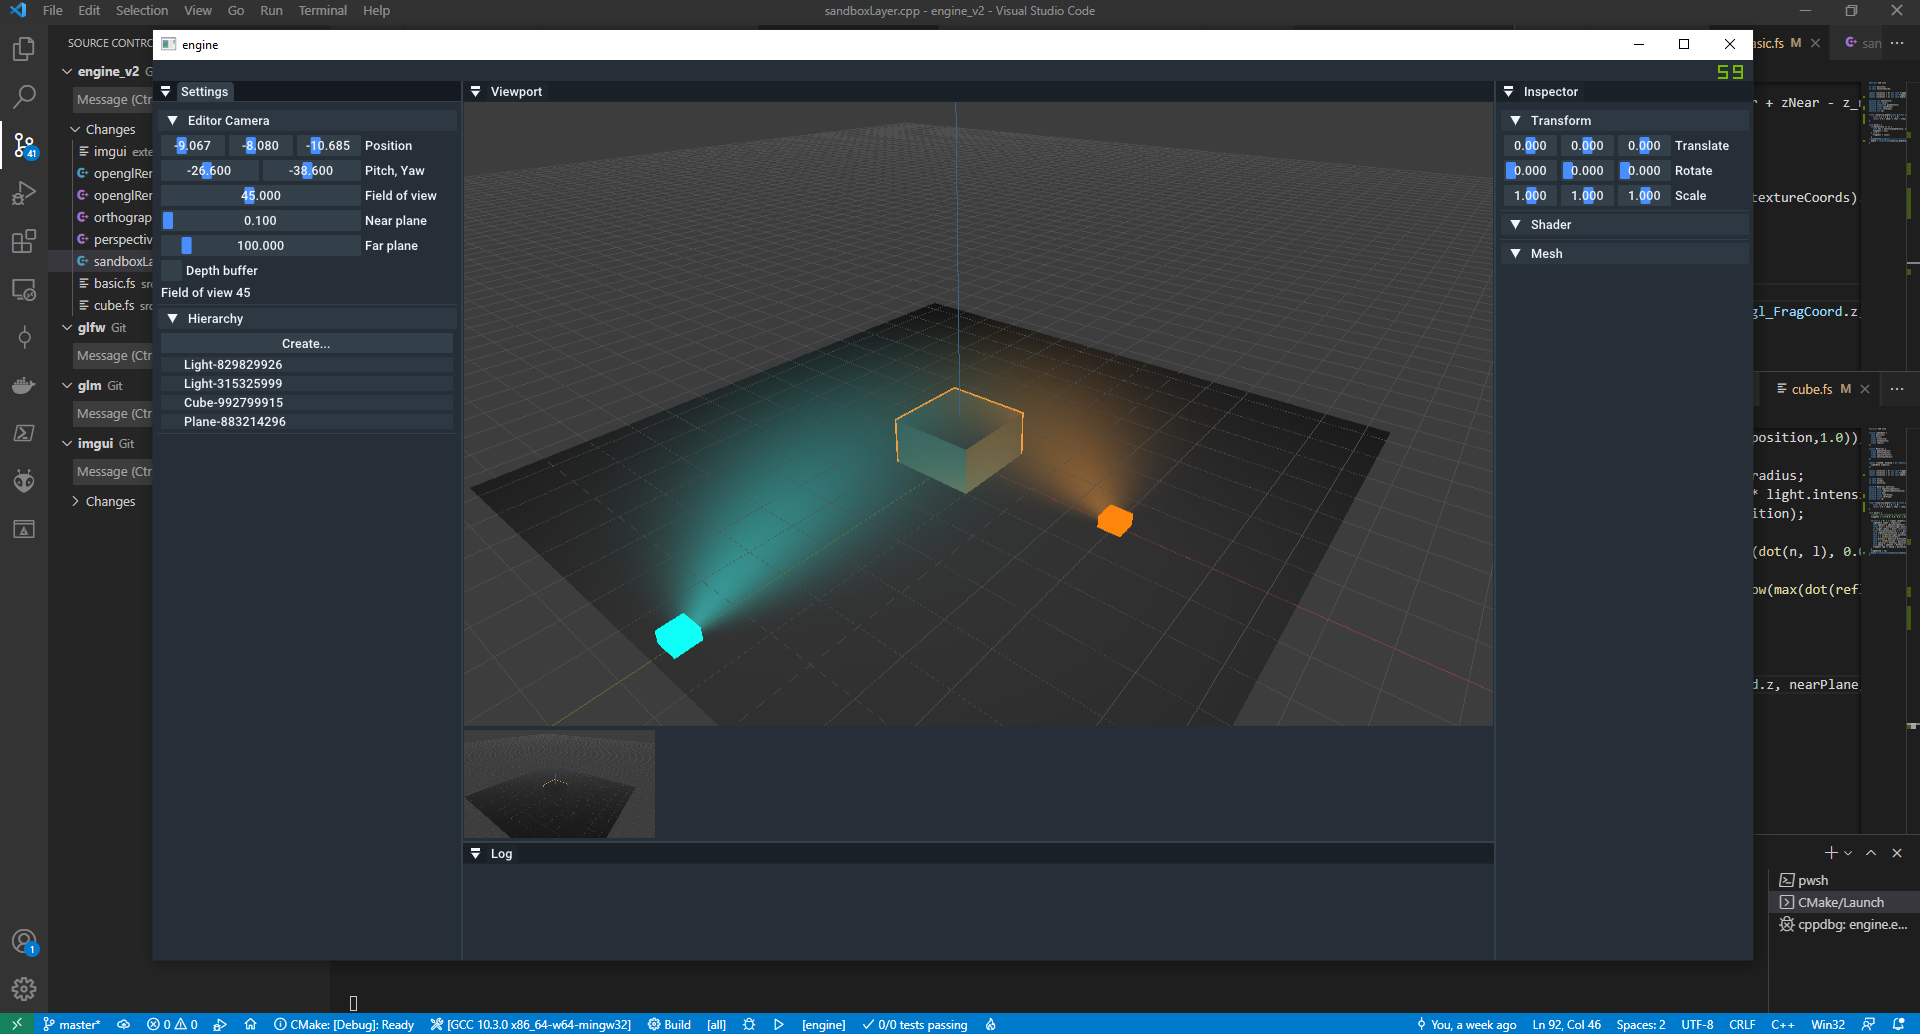 File Edit Selection View Go Run Terminal Help
sandboxLayer.cpp - engine_v2 - Visual Studio Code
SOURCE CONTRO
engine_v2 G
Message (Ctr
Changes
imgui exte
openglRen
openglRen
orthograp
perspectiv
sandboxLa
basic.fs src
cube.fs src
glfw Git
Message (Ctr
glm Git
Message (Ctr
imgui Git
Message (Ctr
Changes
41
1
engine
59
Settings
Editor Camera
-9.067 -8.080 -10.685 Position
-26.600 -38.600 Pitch, Yaw
45.000 Field of view
0.100 Near plane
100.000 Far plane
Depth buffer
Field of view 45
Hierarchy
Create...
Light-829829926
Light-315325999
Cube-992799915
Plane-883214296
Viewport
Log
Inspector
Transform
0.000 0.000 0.000 Translate
0.000 0.000 0.000 Rotate
1.000 1.000 1.000 Scale
Shader
Mesh
asic.fs M
san
r + zNear - z_
extureCoords)
gl_FragCoord.z
cube.fs M
position,1.0))
radius;
* light.intens
ition);
(dot(n, l), 0.
ow(max(dot(ref
d.z, nearPlane
pwsh
CMake/Launch
cppdbg: engine.e...
master* 0 0 CMake: [Debug]: Ready [GCC 10.3.0 x86_64-w64-mingw32] Build [all] [engine] 0/0 tests passing You, a week ago Ln 92, Col 46 Spaces: 2 UTF-8 CRLF C++ Win32